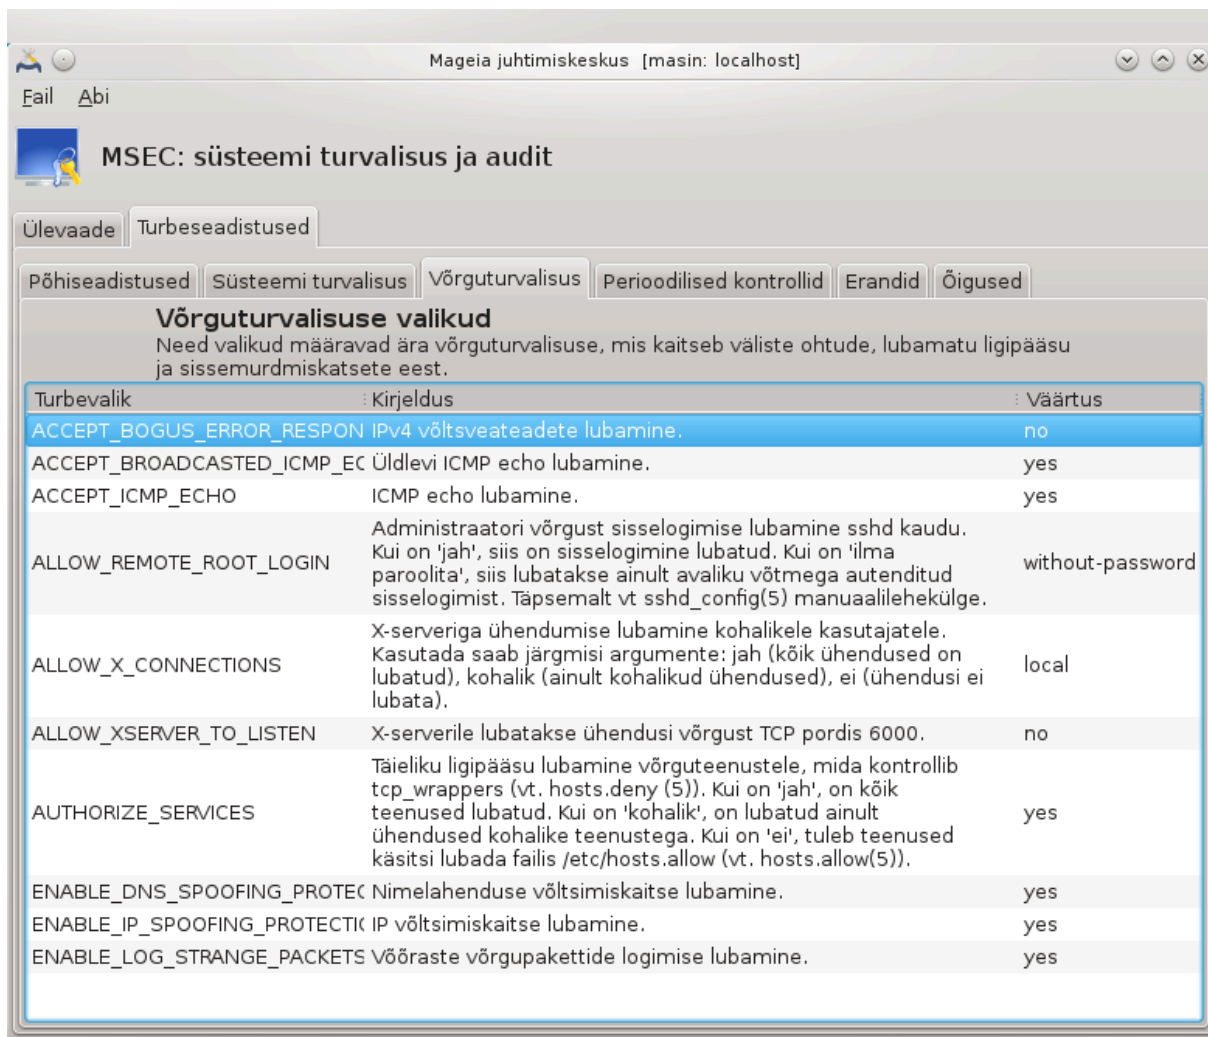 Mageia juhtimiskeskus [masin: localhost]
Fail Abi
MSEC: süsteemi turvalisus ja audit
Ülevaade Turbeseadistused
Põhiseadistused Süsteemi turvalisus Võrguturvalisus Perioodilised kontrollid Erandid Õigused
Võrguturvalisuse valikud
Need valikud määravad ära võrguturvalisuse, mis kaitseb väliste ohtude, lubamatu ligipääsu
ja sissemurdmiskatsete eest.
Turbevalik Kirjeldus Väärtus
ACCEPT_BOGUS_ERROR_RESPON IPv4 võltsveateadete lubamine. no
ACCEPT_BROADCASTED_ICMP_EC Üldlevi ICMP echo lubamine. yes
ACCEPT_ICMP_ECHO ICMP echo lubamine. yes
ALLOW_REMOTE_ROOT_LOGIN Administraatori võrgust sisselogimise lubamine sshd kaudu.
Kui on 'jah', siis on sisselogimine lubatud. Kui on 'ilma
paroolita', siis lubatakse ainult avaliku võtmega autenditud
sisselogimist. Täpsemalt vt sshd_config(5) manuaalilehekülge.
without-password
ALLOW_X_CONNECTIONS X-serveriga ühendumise lubamine kohalikele kasutajatele.
Kasutada saab järgmisi argumente: jah (kõik ühendused on
lubatud), kohalik (ainult kohalikud ühendused), ei (ühendusi ei
lubata).
local
ALLOW_XSERVER_TO_LISTEN X-serverile lubatakse ühendusi võrgust TCP pordis 6000. no
AUTHORIZE_SERVICES Täieliku ligipääsu lubamine võrguteenustele, mida kontrollib
tcp_wrappers (vt. hosts.deny (5)). Kui on 'jah', on kõik
teenused lubatud. Kui on 'kohalik', on lubatud ainult
ühendused kohalike teenustega. Kui on 'ei', tuleb teenused
käsitsi lubada failis /etc/hosts.allow (vt. hosts.allow(5)).
yes
ENABLE_DNS_SPOOFING_PROTEC Nimelahenduse võltsimiskaitse lubamine. yes
ENABLE_IP_SPOOFING_PROTECTI IP võltsimiskaitse lubamine. yes
ENABLE_LOG_STRANGE_PACKETS Võõraste võrgupakettide logimise lubamine. yes